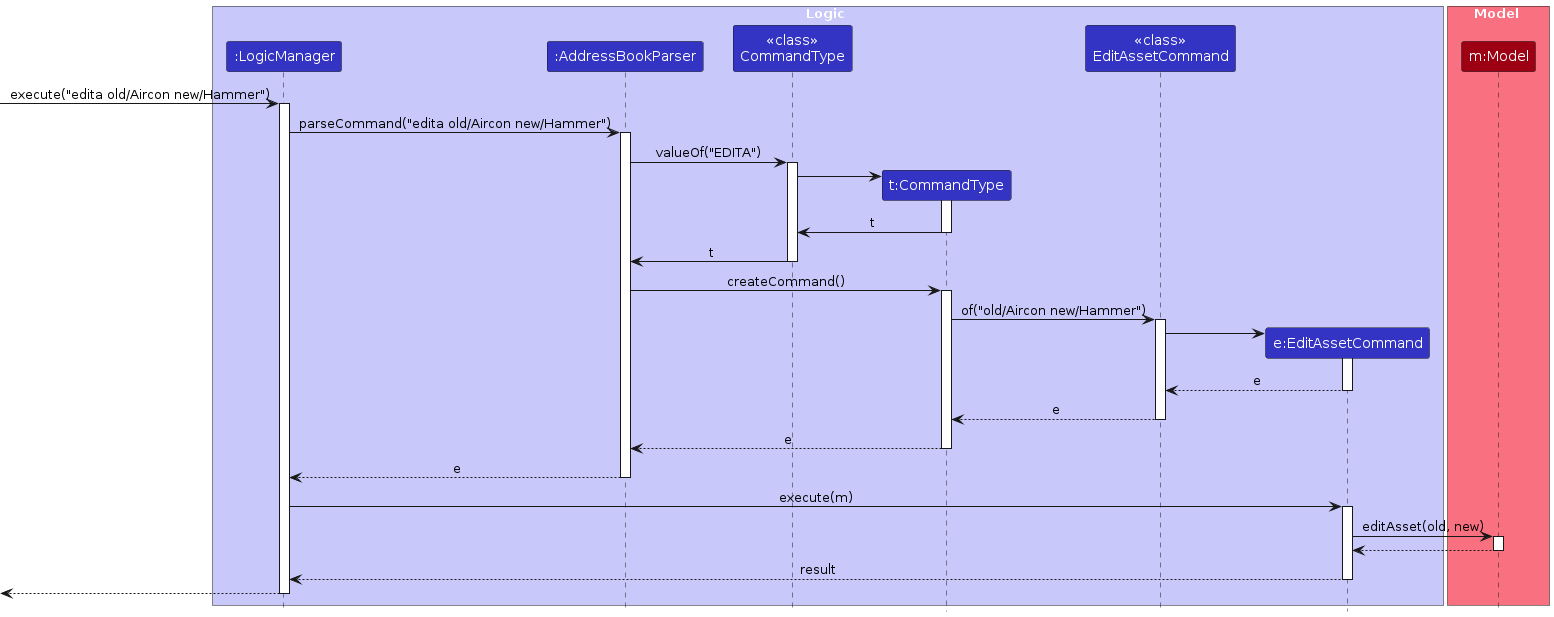 Logic
Model
:LogicManager
:AddressBookParser
«class»
CommandType
«class»
EditAssetCommand
m:Model
execute("edita old/Aircon new/Hammer")
parseCommand("edita old/Aircon new/Hammer")
valueOf("EDITA")
t:CommandType
t
t
createCommand()
of("old/Aircon new/Hammer")
e:EditAssetCommand
e
e
e
e
execute(m)
editAsset(old, new)
result